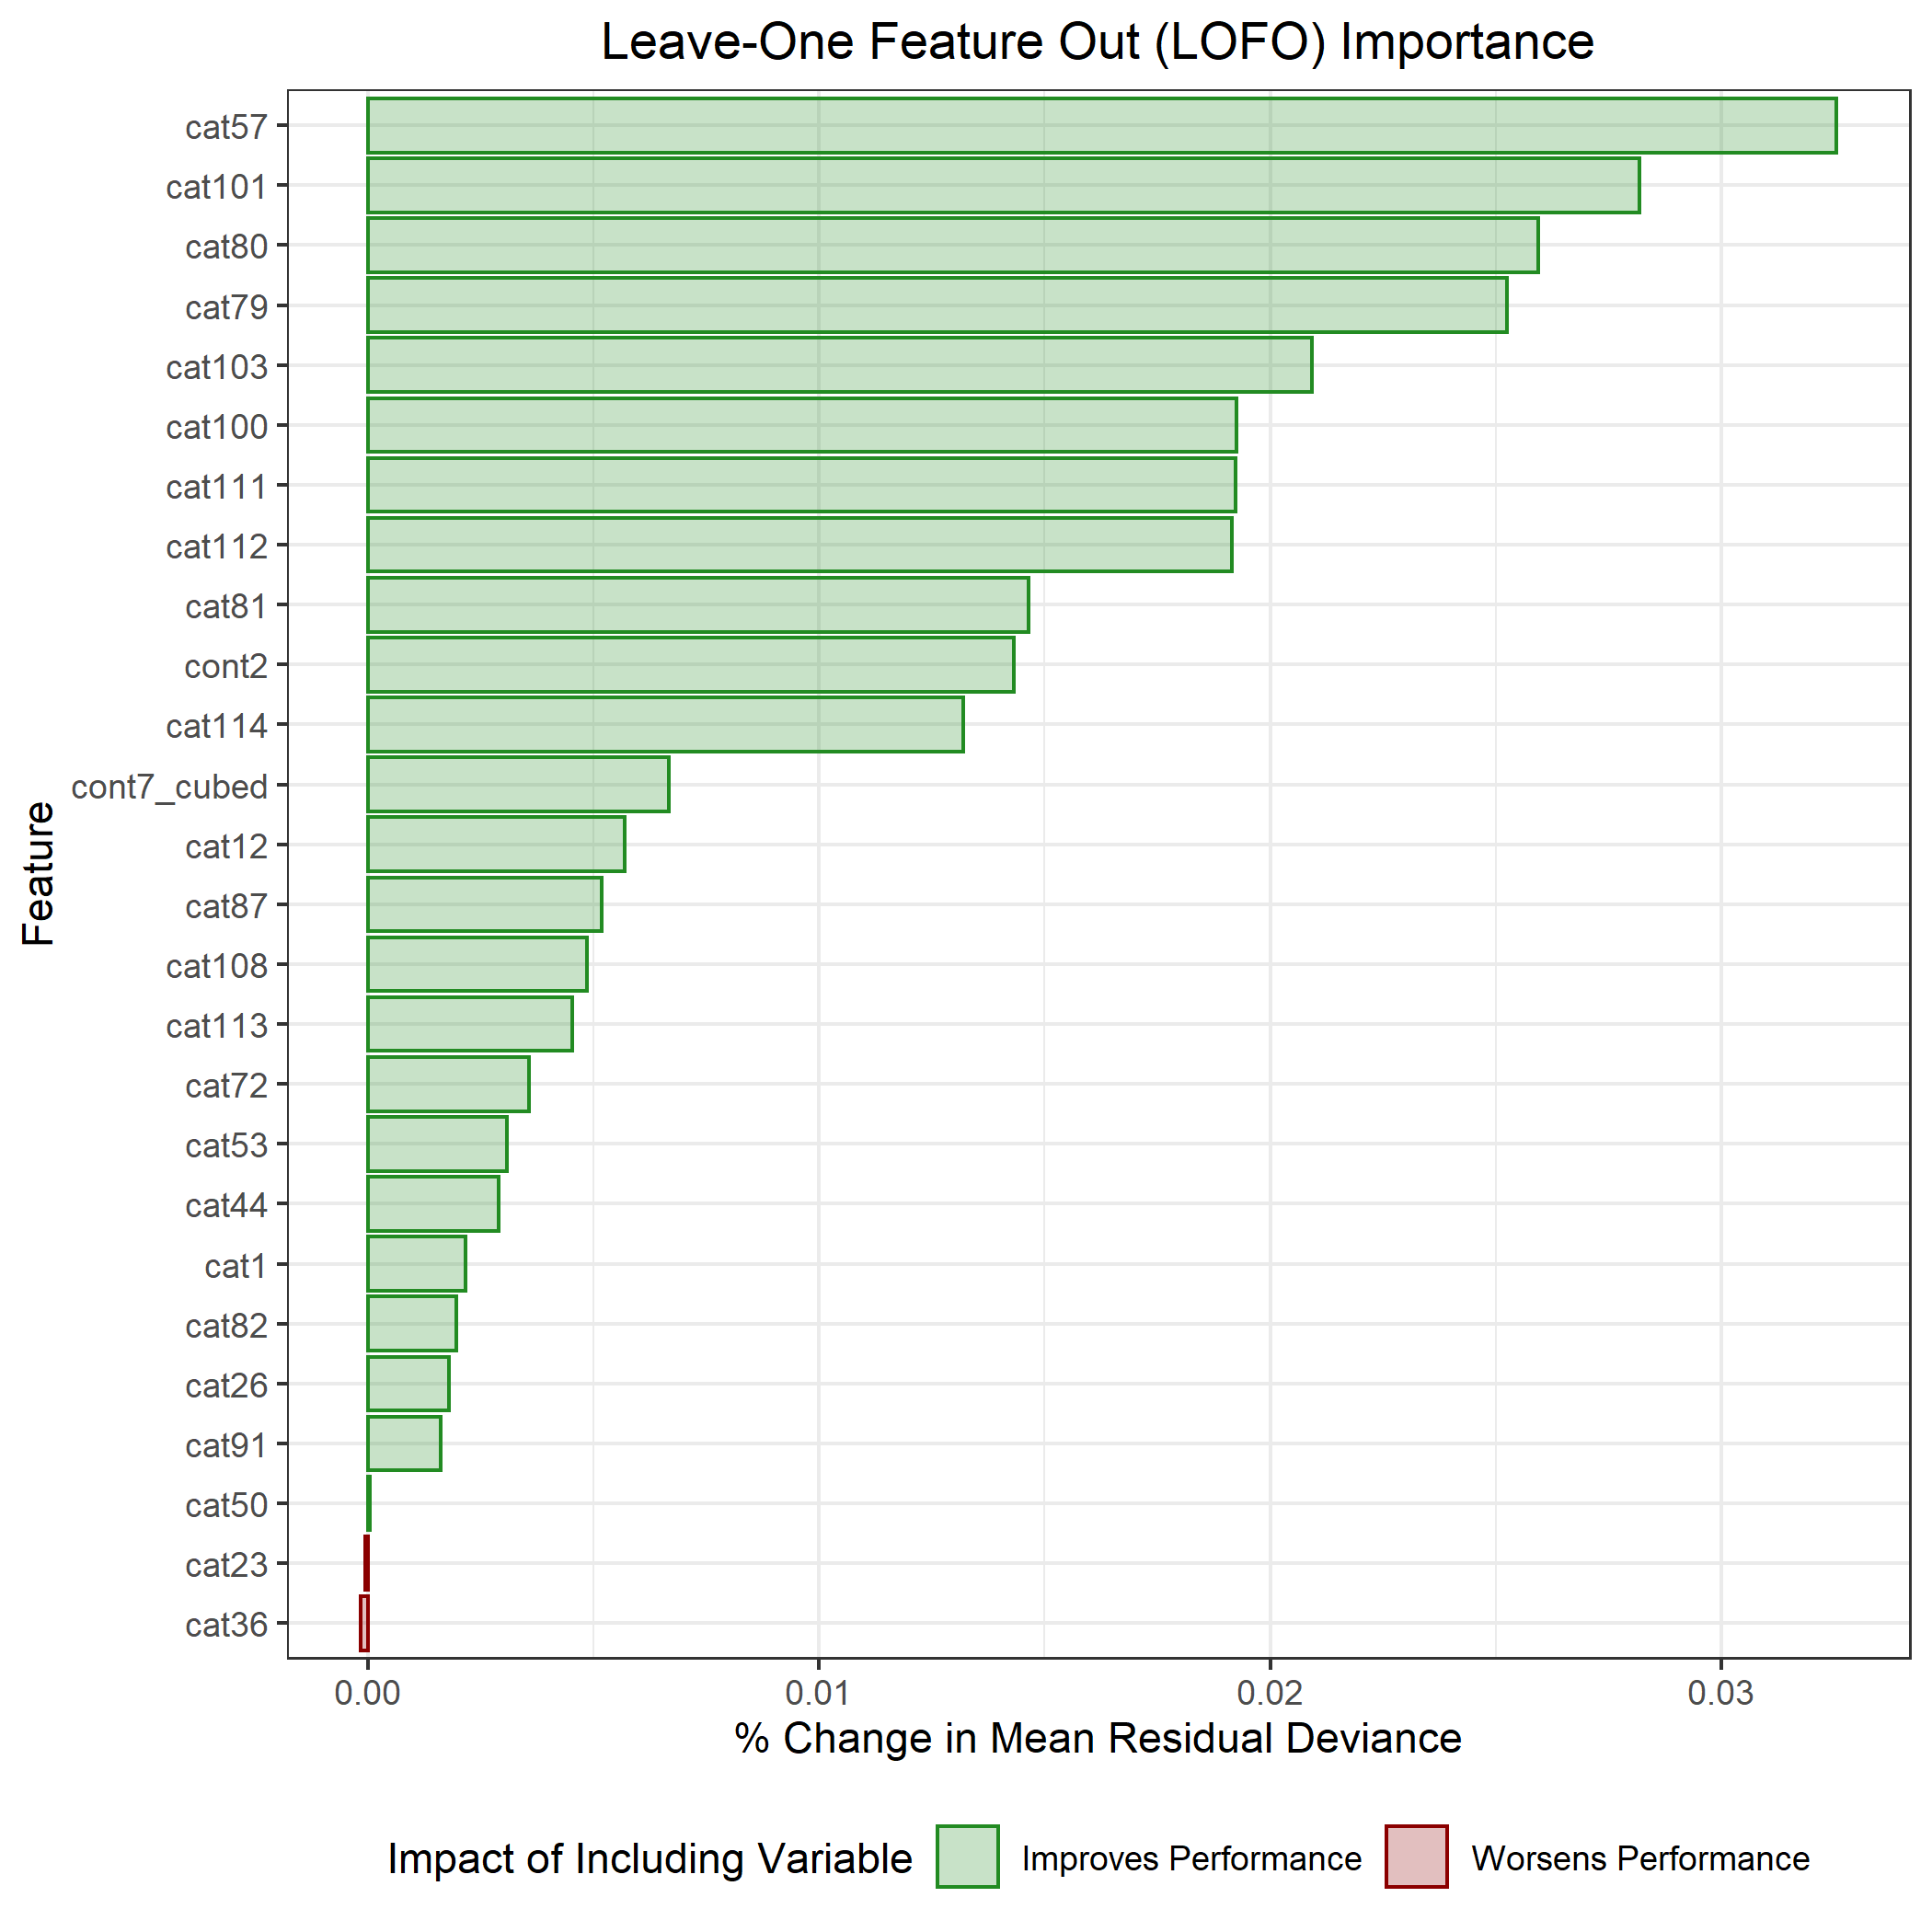 Leave-One Feature Out (LOFO) Importance
Feature
cat57
cat101
cat80
cat79
cat103
cat100
cat111
cat112
cat81
cont2
cat114
cont7_cubed
cat12
cat87
cat108
cat113
cat72
cat53
cat44
cat1
cat82
cat26
cat91
cat50
cat23
cat36
0.00 0.01 0.02 0.03
% Change in Mean Residual Deviance
Impact of Including Variable Improves Performance Worsens Performance